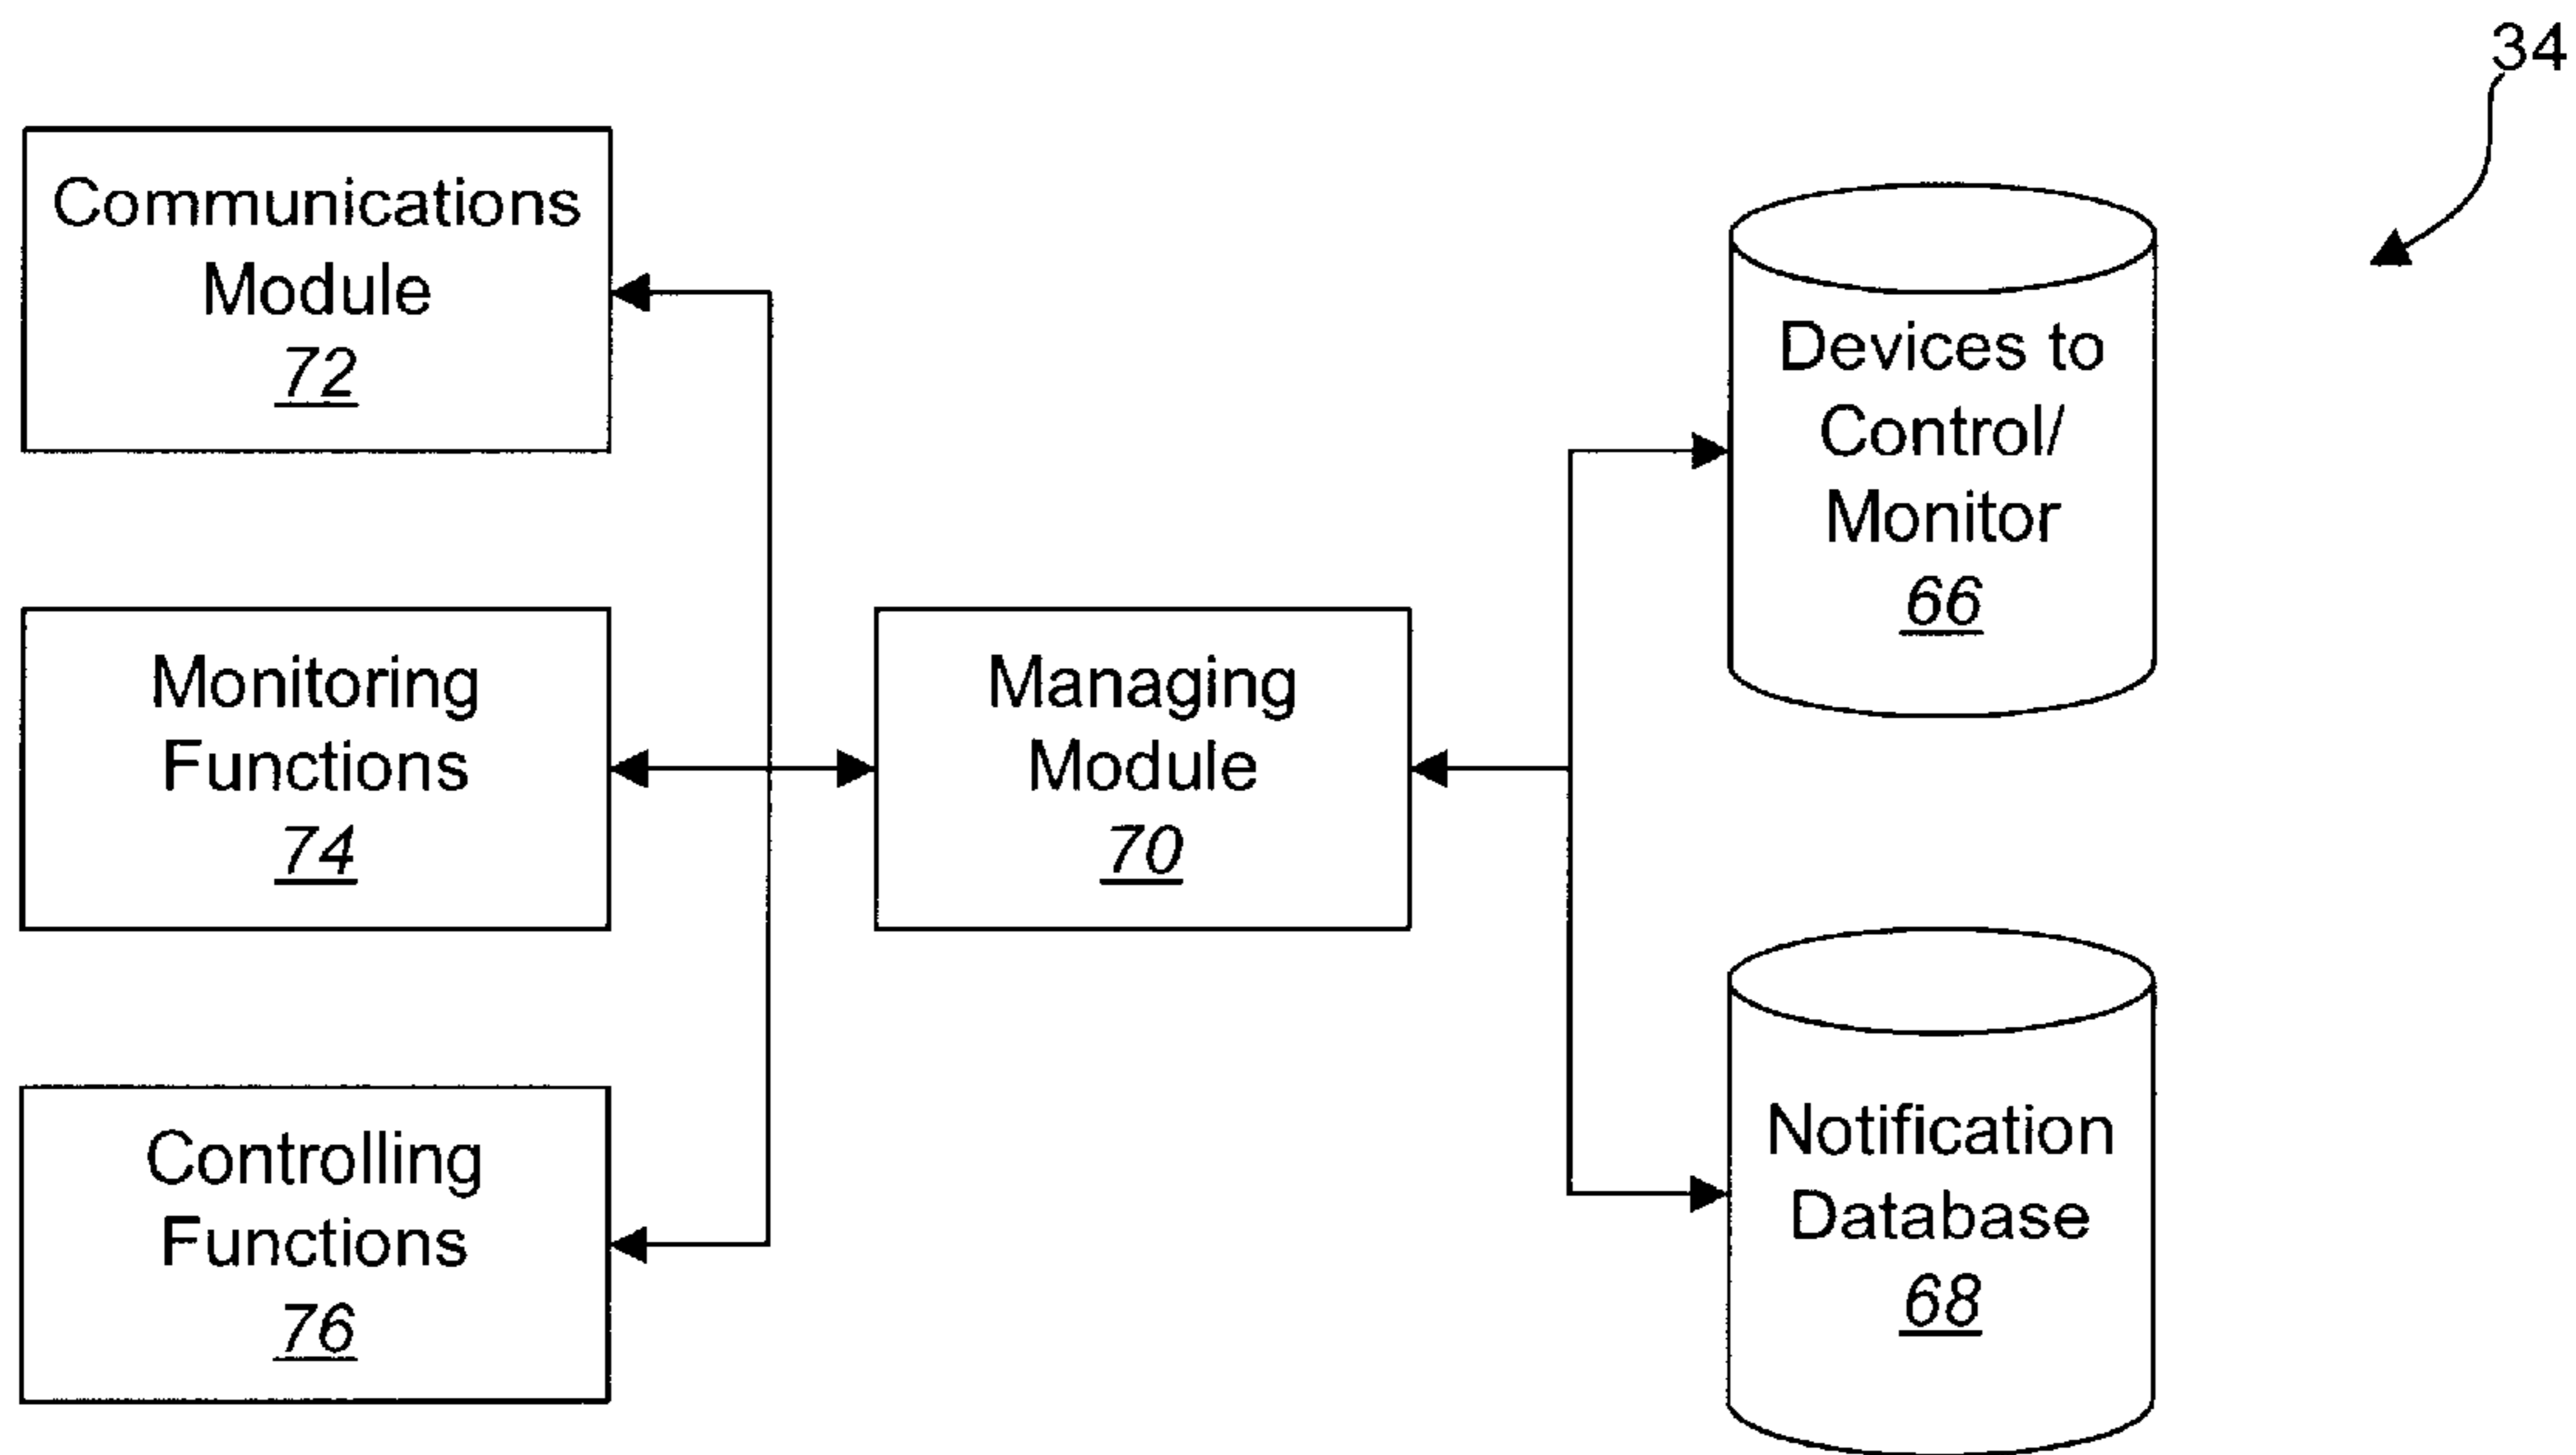 34
Communications
Module
72
Devices to
Control/
Monitor
66
Monitoring
Functions
74
Managing
Module
70
Controlling
Functions
76
Notification
Database
68